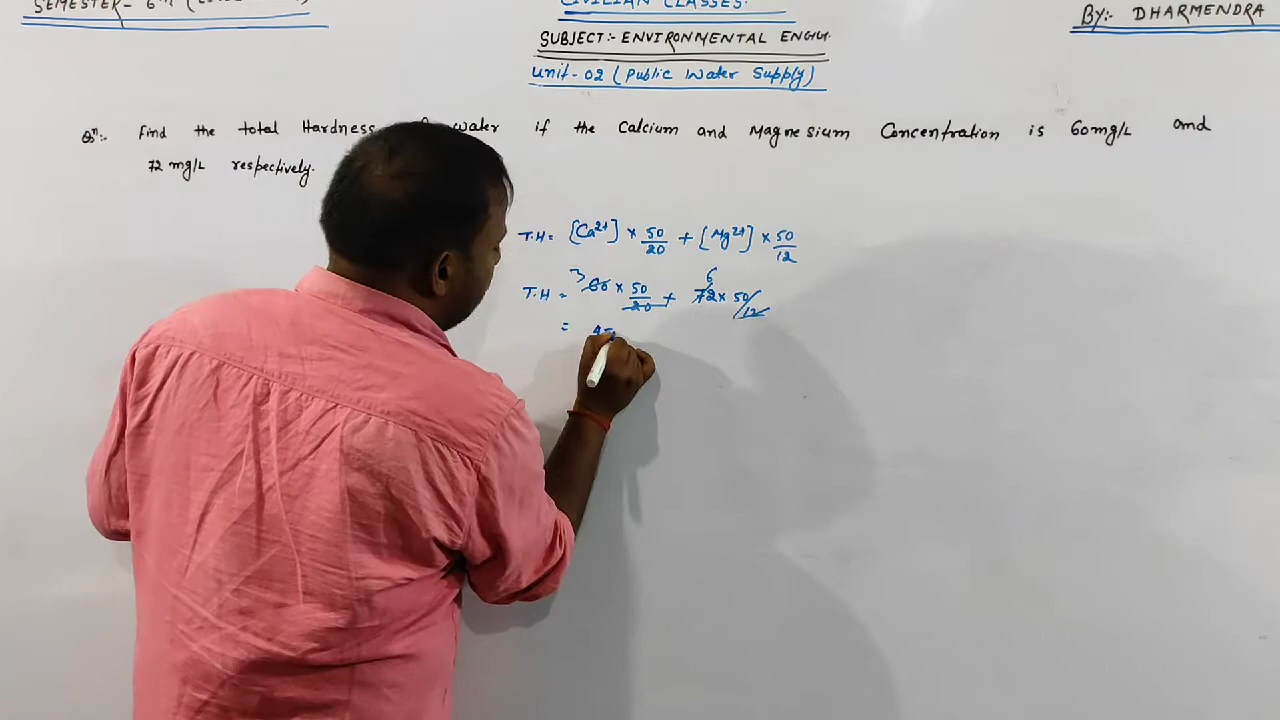 SEMESTER- 6th
CIVILIAN CLASSES.
BY:- DHARMENDRA
SUBJECT:- ENVIRONMENTAL ENGG.
Unit-02 (Public Water Supply)
Qn:- Find the total Hardness water if the Calcium and Magnesium Concentration is 60mg/L and
72 mg/L respectively.
T.H = [Ca2+] × 50/20 + [Mg2+] × 50/12
3 6
T.H = 60 × 50/20 + 72 × 50/12
=